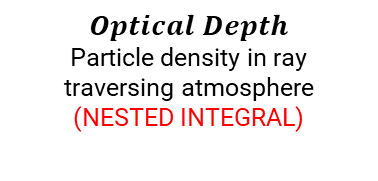 Optical Depth
Particle density in ray
traversing atmosphere
(NESTED INTEGRAL)